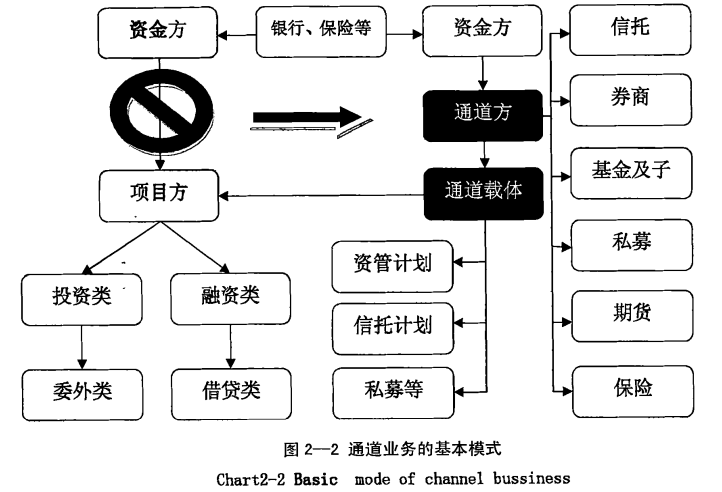 资金方
银行、保险等
资金方
信托
券商
通道方
基金及子
项目方
通道载体
私募
资管计划
投资类
融资类
期货
信托计划
委外类
借贷类
私募等
保险
图 2—2 通道业务的基本模式
Chart2-2 Basic mode of channel bussiness